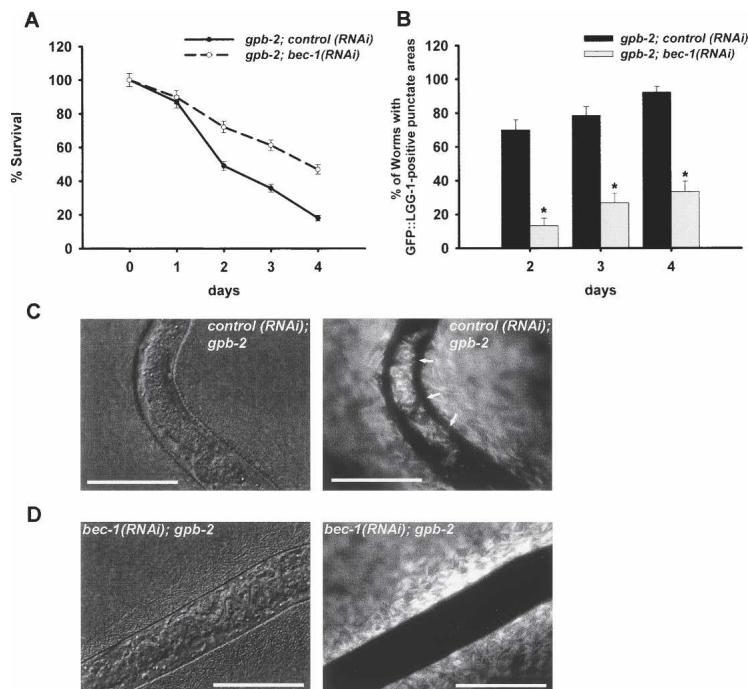 A
gpb-2; control (RNAi)
gpb-2; bec-1(RNAi)
120
100
80
60
40
20
0
% Survival
0 1 2 3 4
days
B
gpb-2; control (RNAi)
gpb-2; bec-1(RNAi)
100
80
60
40
20
0
% of Worms with
GFP::LGG-1-positive punctate areas
* * *
2 3 4
days
C
control (RNAi);
gpb-2
control (RNAi);
gpb-2
D
bec-1(RNAi); gpb-2
bec-1(RNAi); gpb-2